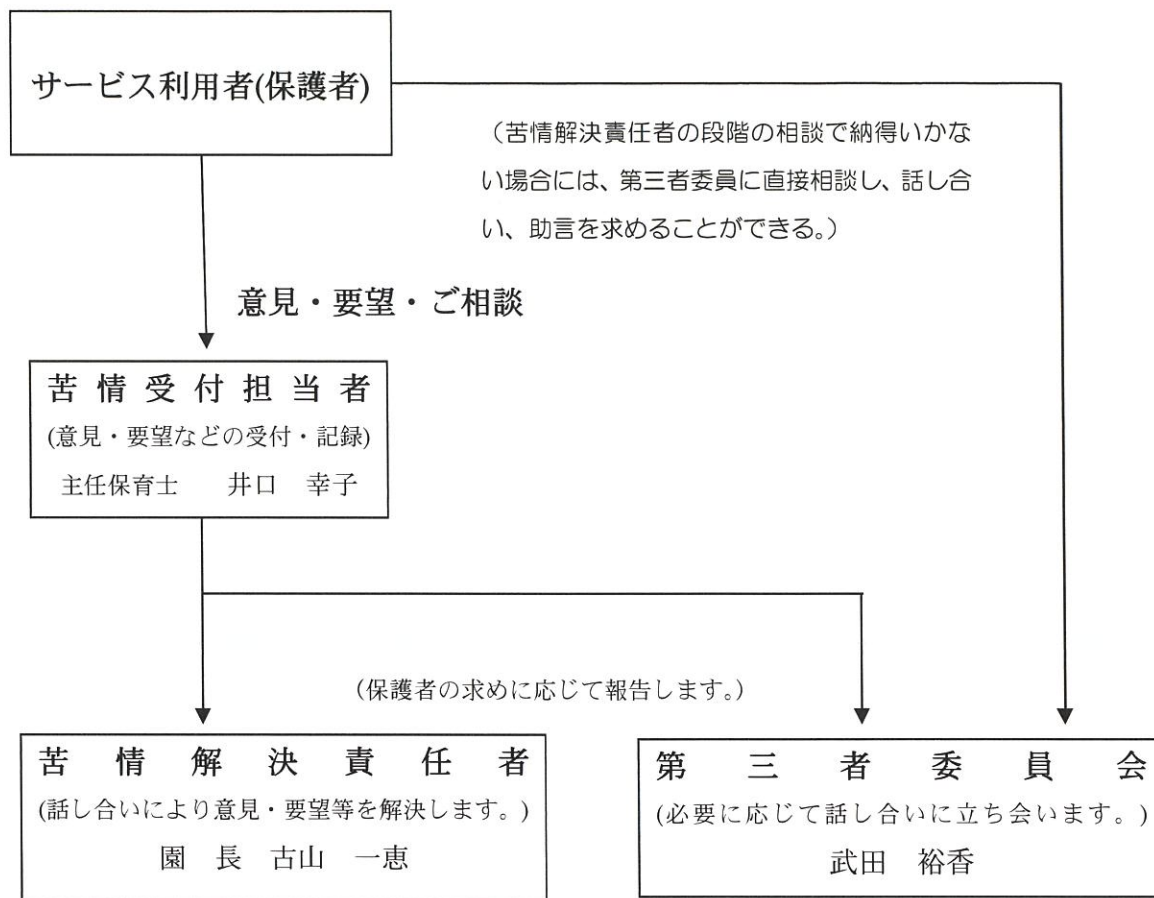 サービス利用者(保護者)
（苦情解決責任者の段階の相談で納得いかな
い場合には、第三者委員に直接相談し、話し合
い、助言を求めることができる。）
意見・要望・ご相談
苦情受付担当者
(意見・要望などの受付・記録)
主任保育士　井口　幸子
(保護者の求めに応じて報告します。)
苦情解決責任者
(話し合いにより意見・要望等を解決します。)
園　長　古山　一恵
第三者委員会
(必要に応じて話し合いに立ち会います。)
武田　裕香